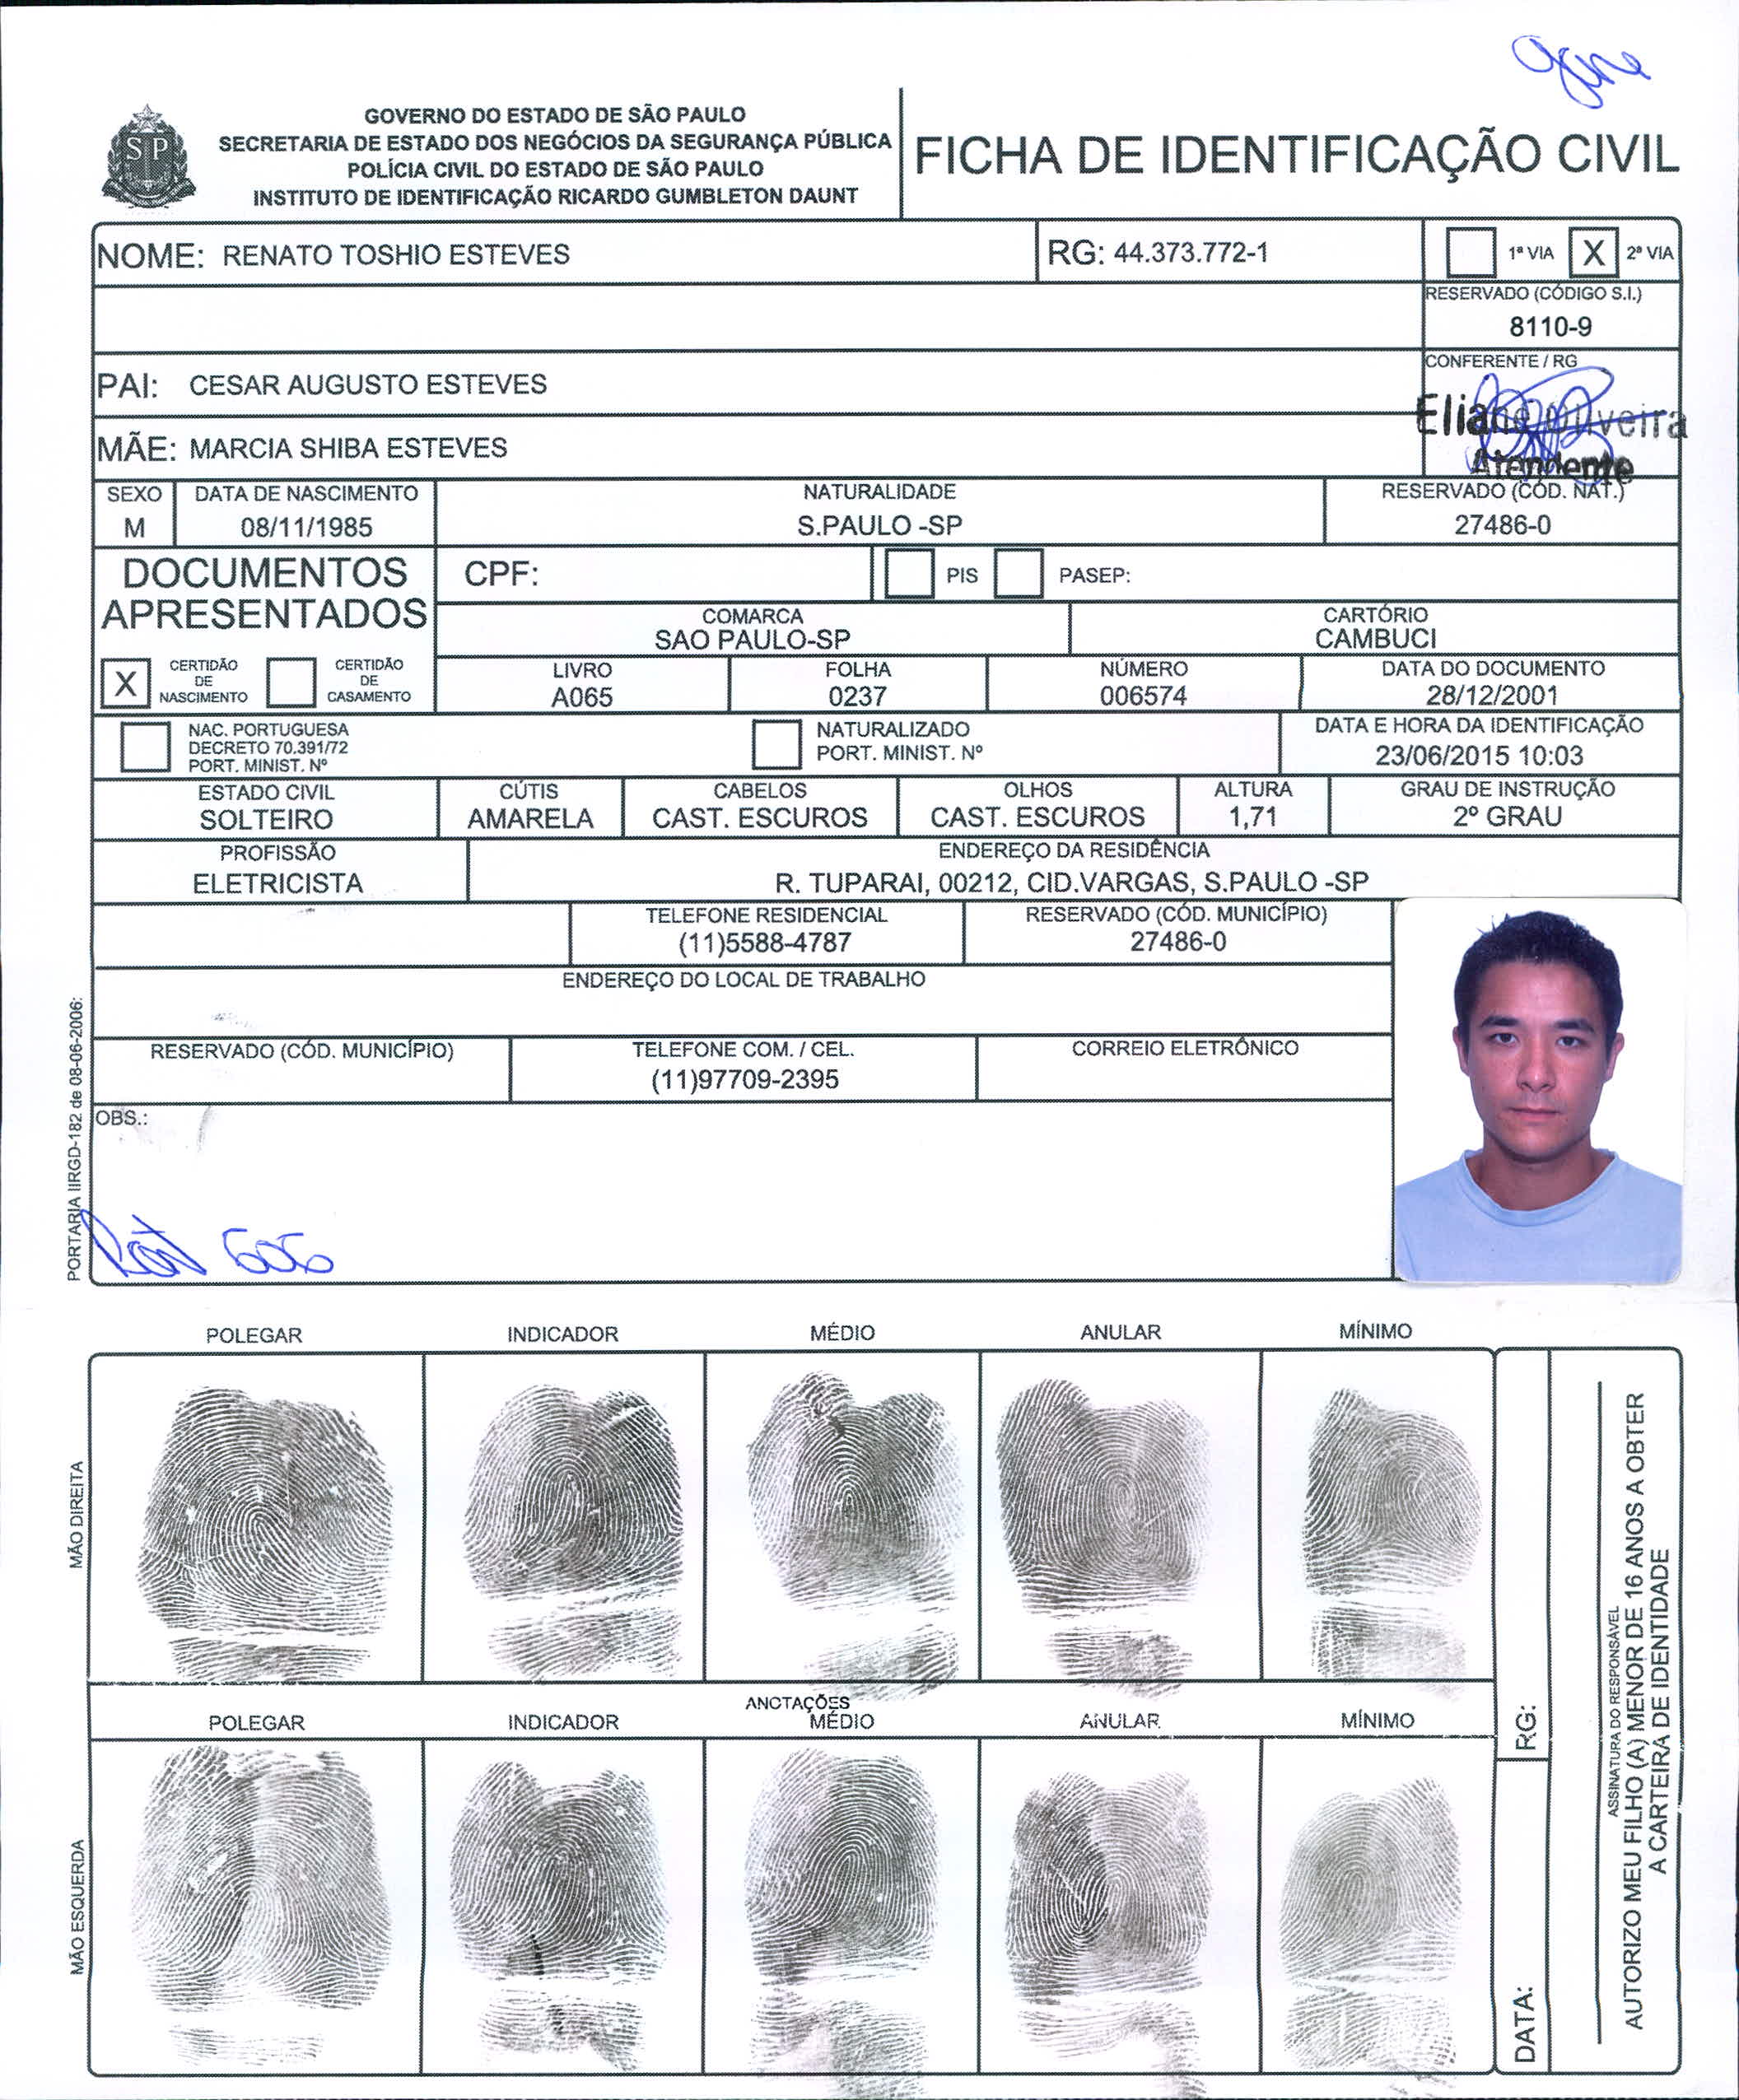 GOVERNO DO ESTADO DE SÃO PAULO
SECRETARIA DE ESTADO DOS NEGÓCIOS DA SEGURANÇA PÚBLICA
POLÍCIA CIVIL DO ESTADO DE SÃO PAULO
INSTITUTO DE IDENTIFICAÇÃO RICARDO GUMBLETON DAUNT
SP
FICHA DE IDENTIFICAÇÃO CIVIL
NOME: RENATO TOSHIO ESTEVES
RG: 44.373.772-1
1ª VIA X 2ª VIA
RESERVADO (CÓDIGO S.I.)
8110-9
PAI: CESAR AUGUSTO ESTEVES
CONFERENTE / RG
Eliane Oliveira
Atendente
MÃE: MARCIA SHIBA ESTEVES
SEXO
M
DATA DE NASCIMENTO
08/11/1985
NATURALIDADE
S.PAULO -SP
RESERVADO (CÓD. NAT.)
27486-0
DOCUMENTOS
APRESENTADOS
CPF:
PIS
PASEP:
COMARCA
SAO PAULO-SP
CARTÓRIO
CAMBUCI
X
CERTIDÃO
DE
NASCIMENTO
CERTIDÃO
DE
CASAMENTO
LIVRO
A065
FOLHA
0237
NÚMERO
006574
DATA DO DOCUMENTO
28/12/2001
NAC. PORTUGUESA
DECRETO 70.391/72
PORT. MINIST. Nº
NATURALIZADO
PORT. MINIST. Nº
DATA E HORA DA IDENTIFICAÇÃO
23/06/2015 10:03
ESTADO CIVIL
SOLTEIRO
CÚTIS
AMARELA
CABELOS
CAST. ESCUROS
OLHOS
CAST. ESCUROS
ALTURA
1,71
GRAU DE INSTRUÇÃO
2º GRAU
PROFISSÃO
ELETRICISTA
ENDEREÇO DA RESIDÊNCIA
R. TUPARAI, 00212, CID.VARGAS, S.PAULO -SP
TELEFONE RESIDENCIAL
(11)5588-4787
RESERVADO (CÓD. MUNICÍPIO)
27486-0
ENDEREÇO DO LOCAL DE TRABALHO
RESERVADO (CÓD. MUNICÍPIO)
TELEFONE COM. / CEL.
(11)97709-2395
CORREIO ELETRÔNICO
OBS.:
PORTARIA IIRGD-182 de 08-06-2006:
POLEGAR INDICADOR MÉDIO ANULAR MÍNIMO
MÃO DIREITA
ANOTAÇÕES
POLEGAR INDICADOR MÉDIO ANULAR MÍNIMO
MÃO ESQUERDA
RG:
DATA:
ASSINATURA DO RESPONSÁVEL
AUTORIZO MEU FILHO (A) MENOR DE 16 ANOS A OBTER
A CARTEIRA DE IDENTIDADE